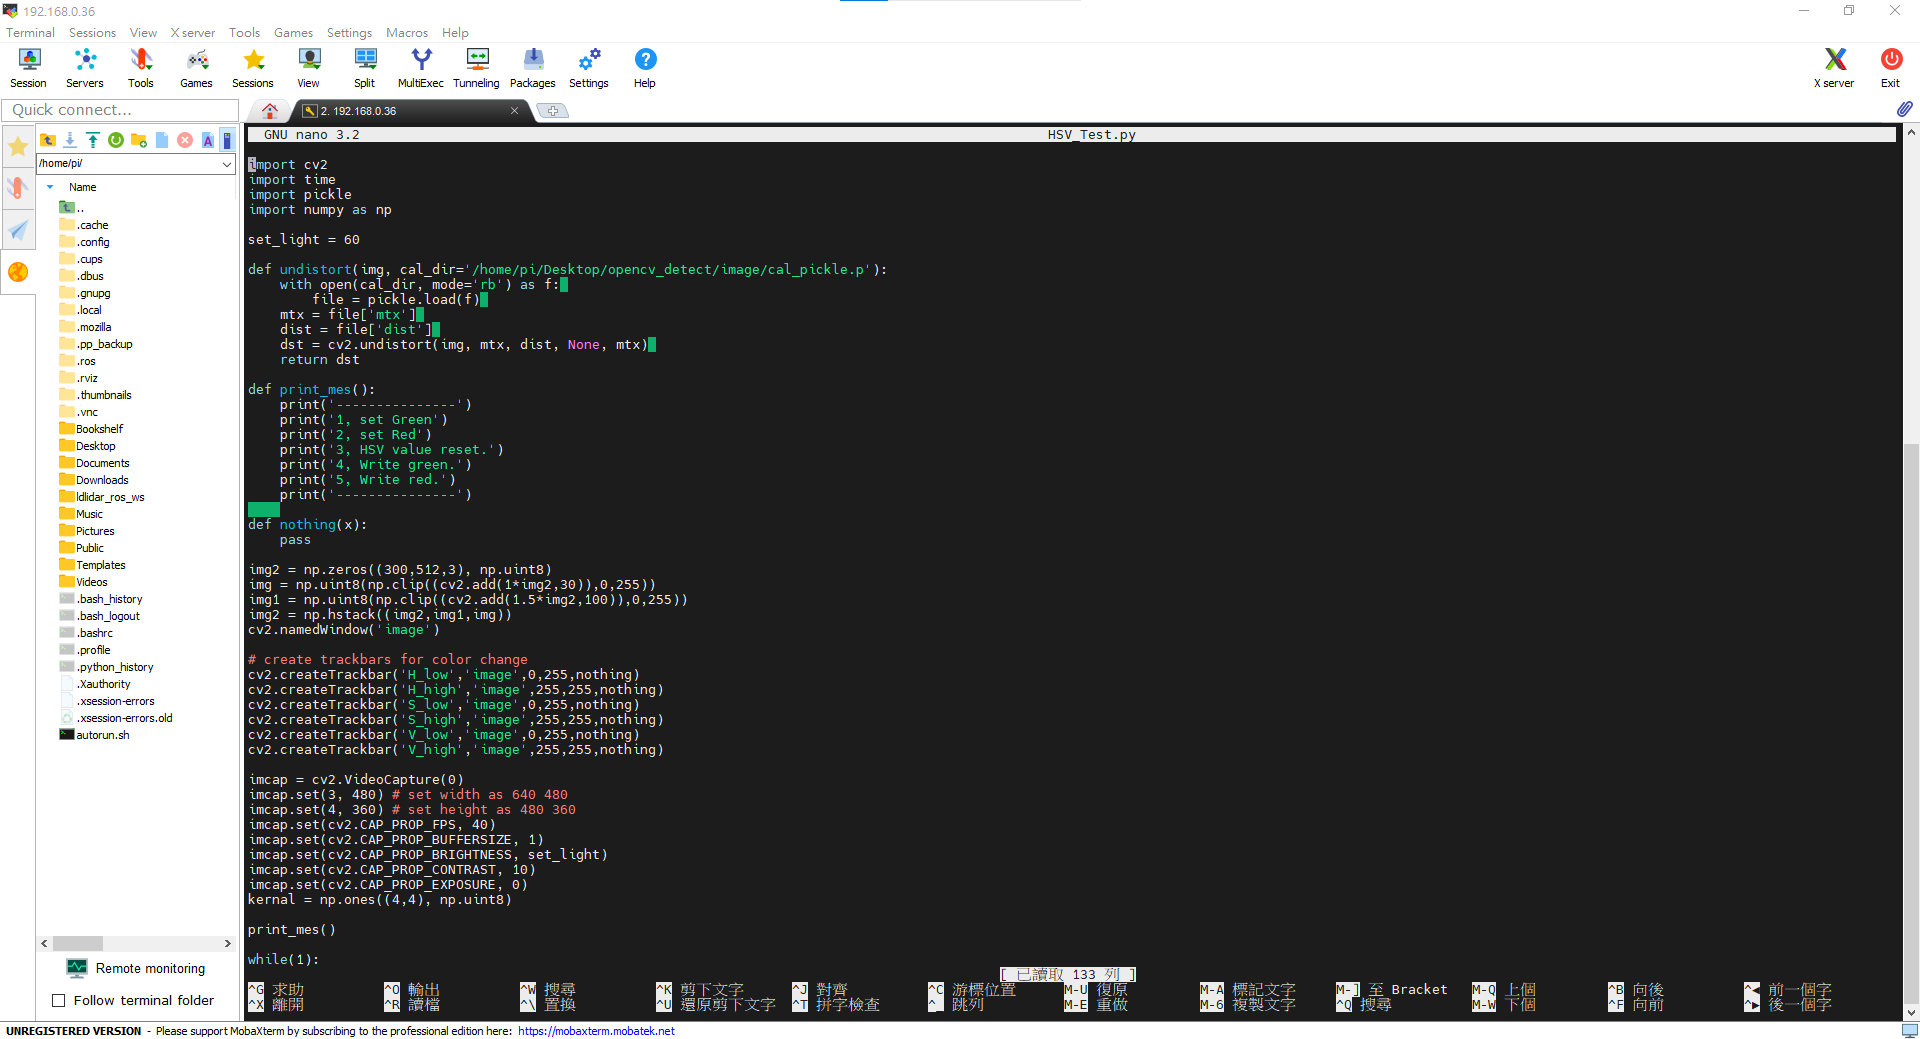 192.168.0.36
Terminal Sessions View X server Tools Games Settings Macros Help
Session Servers Tools Games Sessions View Split MultiExec Tunneling Packages Settings Help X server Exit
Quick connect...
2. 192.168.0.36
/home/pi/
Name
..
.cache
.config
.cups
.dbus
.gnupg
.local
.mozilla
.pp_backup
.ros
.rviz
.thumbnails
.vnc
Bookshelf
Desktop
Documents
Downloads
ldlidar_ros_ws
Music
Pictures
Public
Templates
Videos
.bash_history
.bash_logout
.bashrc
.profile
.python_history
.Xauthority
.xsession-errors
.xsession-errors.old
autorun.sh
Remote monitoring
Follow terminal folder
GNU nano 3.2 HSV_Test.py
import cv2
import time
import pickle
import numpy as np
set_light = 60
def undistort(img, cal_dir='/home/pi/Desktop/opencv_detect/image/cal_pickle.p'):
with open(cal_dir, mode='rb') as f:
file = pickle.load(f)
mtx = file['mtx']
dist = file['dist']
dst = cv2.undistort(img, mtx, dist, None, mtx)
return dst
def print_mes():
print('---------------')
print('1, set Green')
print('2, set Red')
print('3, HSV value reset.')
print('4, Write green.')
print('5, Write red.')
print('---------------')
def nothing(x):
pass
img2 = np.zeros((300,512,3), np.uint8)
img = np.uint8(np.clip((cv2.add(1*img2,30)),0,255))
img1 = np.uint8(np.clip((cv2.add(1.5*img2,100)),0,255))
img2 = np.hstack((img2,img1,img))
cv2.namedWindow('image')
# create trackbars for color change
cv2.createTrackbar('H_low','image',0,255,nothing)
cv2.createTrackbar('H_high','image',255,255,nothing)
cv2.createTrackbar('S_low','image',0,255,nothing)
cv2.createTrackbar('S_high','image',255,255,nothing)
cv2.createTrackbar('V_low','image',0,255,nothing)
cv2.createTrackbar('V_high','image',255,255,nothing)
imcap = cv2.VideoCapture(0)
imcap.set(3, 480) # set width as 640 480
imcap.set(4, 360) # set height as 480 360
imcap.set(cv2.CAP_PROP_FPS, 40)
imcap.set(cv2.CAP_PROP_BUFFERSIZE, 1)
imcap.set(cv2.CAP_PROP_BRIGHTNESS, set_light)
imcap.set(cv2.CAP_PROP_CONTRAST, 10)
imcap.set(cv2.CAP_PROP_EXPOSURE, 0)
kernal = np.ones((4,4), np.uint8)
print_mes()
while(1):
[ 已讀取 133 列 ]
^G 求助 ^O 輸出 ^W 搜尋 ^K 剪下文字 ^J 對齊 ^C 游標位置 M-U 復原 M-A 標記文字 M-] 至 Bracket M-Q 上個 ^B 向後 ^◀ 前一個字
^X 離開 ^R 讀檔 ^\ 置換 ^U 還原剪下文字 ^T 拼字檢查 ^_ 跳列 M-E 重做 M-6 複製文字 ^Q 搜尋 M-W 下個 ^F 向前 ^▶ 後一個字
UNREGISTERED VERSION - Please support MobaXterm by subscribing to the professional edition here: https://mobaxterm.mobatek.net